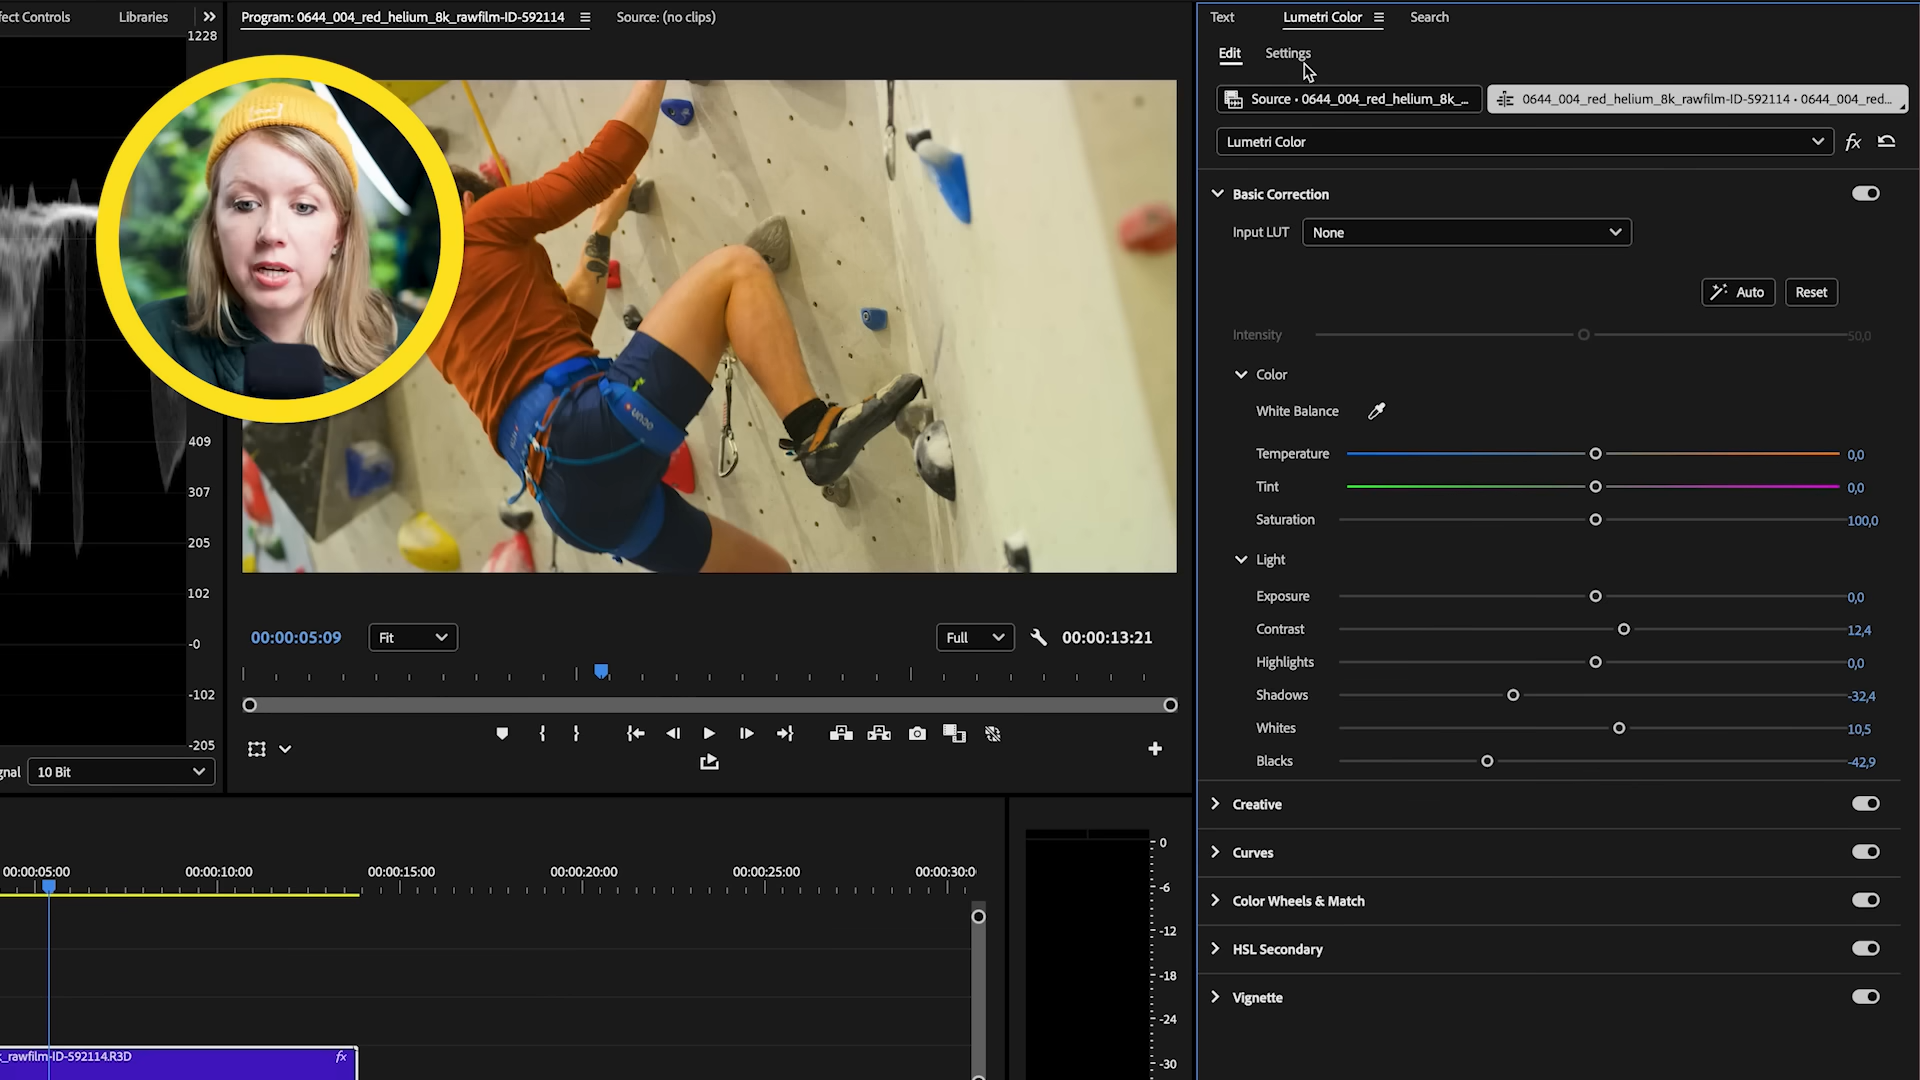 fect Controls
Libraries
Program: 0644_004_red_helium_8k_rawfilm-ID-592114
Source: (no clips)
1228
409
307
205
102
-0
-102
-205
gnal
10 Bit
00:00:05:09
Fit
Full
00:00:13:21
00:00:05:00
00:00:10:00
00:00:15:00
00:00:20:00
00:00:25:00
00:00:30:0
_rawfilm-ID-592114.R3D
fx
0
-6
-12
-18
-24
-30
Text
Lumetri Color
Search
Edit
Settings
Source • 0644_004_red_helium_8k_...
0644_004_red_helium_8k_rawfilm-ID-592114 • 0644_004_red...
Lumetri Color
fx
Basic Correction
Input LUT
None
Auto
Reset
Intensity
50,0
Color
White Balance
Temperature
0,0
Tint
0,0
Saturation
100,0
Light
Exposure
0,0
Contrast
12,4
Highlights
0,0
Shadows
-32,4
Whites
10,5
Blacks
-42,9
Creative
Curves
Color Wheels & Match
HSL Secondary
Vignette